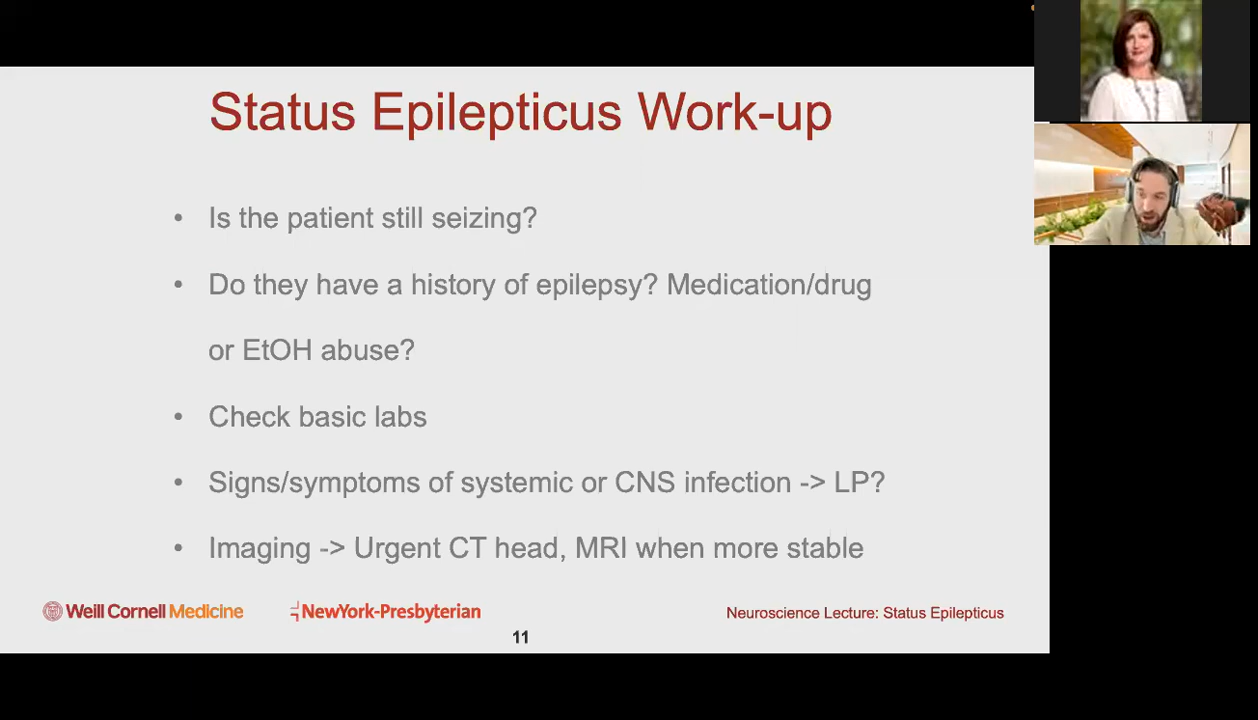 Status Epilepticus Work-up
• Is the patient still seizing?
• Do they have a history of epilepsy? Medication/drug
or EtOH abuse?
• Check basic labs
• Signs/symptoms of systemic or CNS infection -> LP?
• Imaging -> Urgent CT head, MRI when more stable
Weill Cornell Medicine
NewYork-Presbyterian
Neuroscience Lecture: Status Epilepticus
11